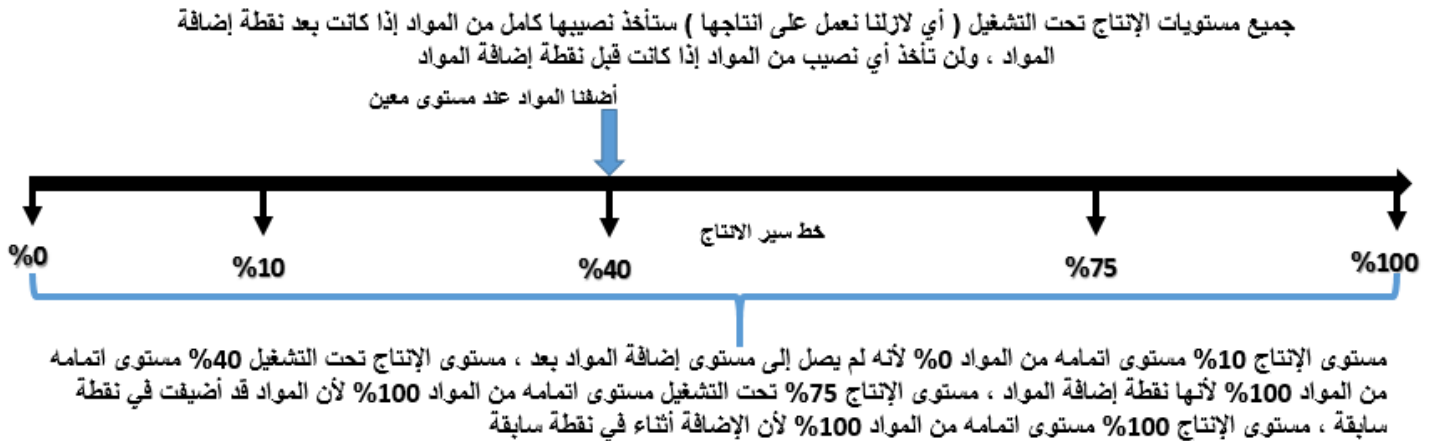 جميع مستويات الإنتاج تحت التشغيل ( أي لازلنا نعمل على انتاجها ) ستأخذ نصيبها كامل من المواد إذا كانت بعد نقطة إضافة
المواد ، ولن تأخذ أي نصيب من المواد إذا كانت قبل نقطة إضافة المواد
أضفنا المواد عند مستوى معين
خط سير الانتاج
%0
%10
%40
%75
%100
مستوى الإنتاج 10% مستوى اتمامه من المواد 0% لأنه لم يصل إلى مستوى إضافة المواد بعد ، مستوى الإنتاج تحت التشغيل 40% مستوى اتمامه
من المواد 100% لأنها نقطة إضافة المواد ، مستوى الإنتاج 75% تحت التشغيل مستوى اتمامه من المواد 100% لأن المواد قد أضيفت في نقطة
سابقة ، مستوى الإنتاج 100% مستوى اتمامه من المواد 100% لأن الإضافة أثناء في نقطة سابقة